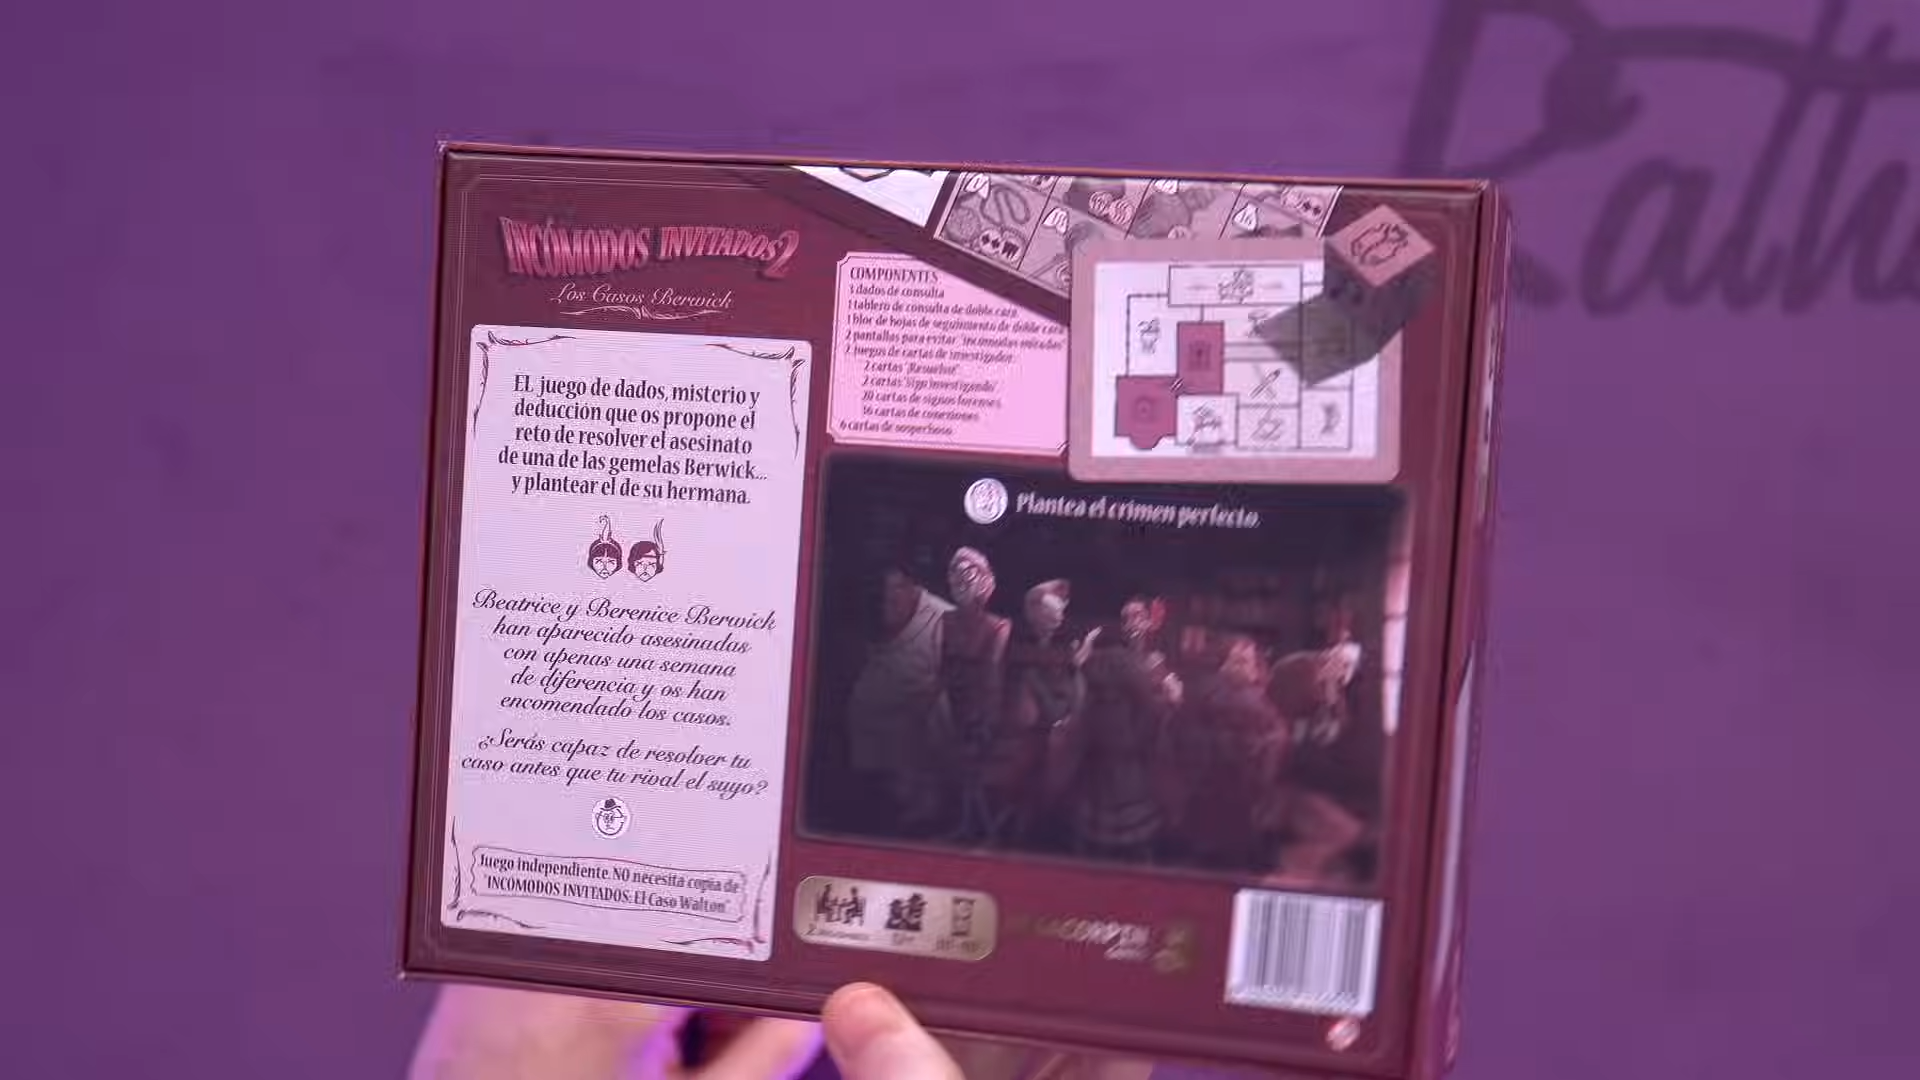 INCÓMODOS INVITADOS 2
Los Casos Berwick
EL juego de dados, misterio y
deducción que os propone el
reto de resolver el asesinato
de una de las gemelas Berwick...
y plantear el de su hermana.
Beatrice y Berenice Berwick
han aparecido asesinadas
con apenas una semana
de diferencia y os han
encomendado los casos.
¿Serás capaz de resolver tu
caso antes que tu rival el suyo?
Juego independiente. NO necesita copia de
"INCÓMODOS INVITADOS: El Caso Walton"
COMPONENTES
3 dados de consulta
1 tablero de consulta de doble cara
1 bloc de hojas de seguimiento de doble cara
2 pantallas para evitar "incómodas miradas"
2 juegos de cartas de investigador:
2 cartas "Resuelve"
2 cartas "Sigo investigando"
20 cartas de signos forenses
16 cartas de conexiones
6 cartas de sospechoso
Plantea el crimen perfecto.